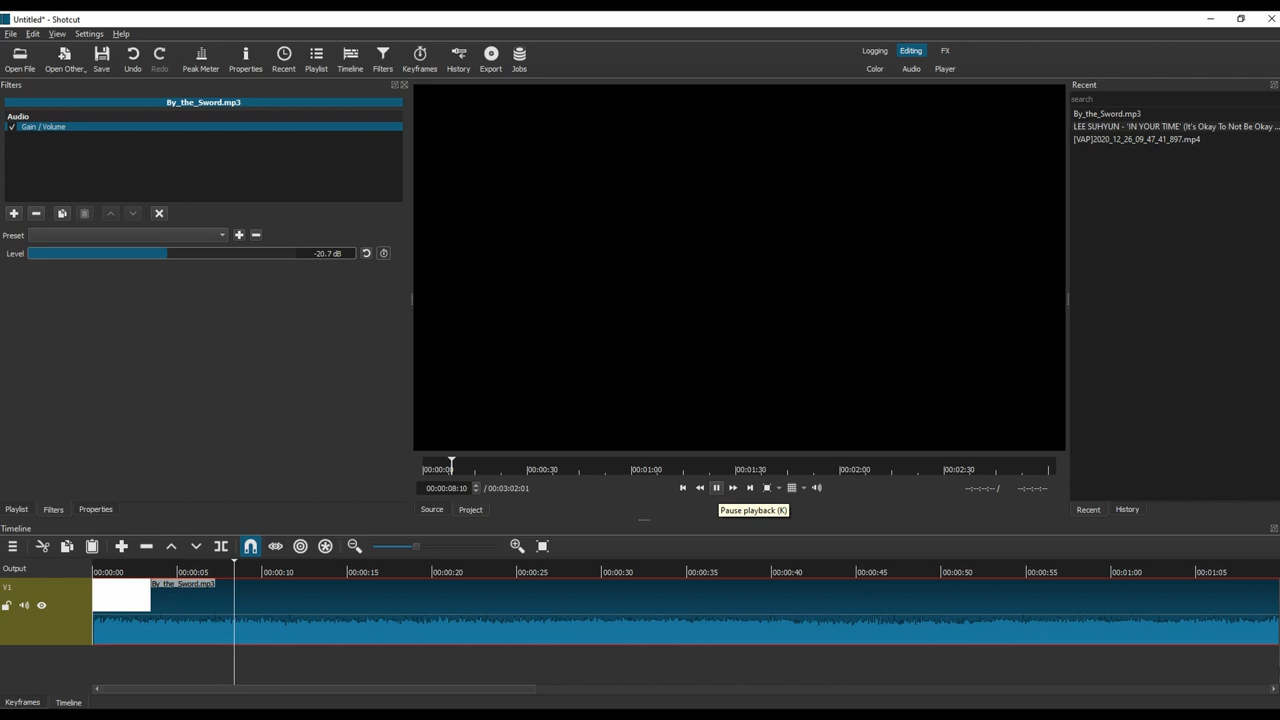 Untitled* - Shotcut
File Edit View Settings Help
Open File Open Other... Save Undo Redo Peak Meter Properties Recent Playlist Timeline Filters Keyframes History Export Jobs
Logging Editing FX
Color Audio Player
Filters
By_the_Sword.mp3
Audio
Gain / Volume
Preset
Level -20.7 dB
Playlist Filters Properties
00:00:00 00:00:30 00:01:00 00:01:30 00:02:00 00:02:30
00:00:08:10 / 00:03:02:01 --:--:--:-- / --:--:--:--
Pause playback (K)
Source Project
Recent
search
By_the_Sword.mp3
LEE SUHYUN - 'IN YOUR TIME' (It's Okay To Not Be Okay ...
[VAP]2020_12_26_09_47_41_897.mp4
Recent History
Timeline
Output 00:00:00 00:00:05 00:00:10 00:00:15 00:00:20 00:00:25 00:00:30 00:00:35 00:00:40 00:00:45 00:00:50 00:00:55 00:01:00 00:01:05
V1 By_the_Sword.mp3
Keyframes Timeline